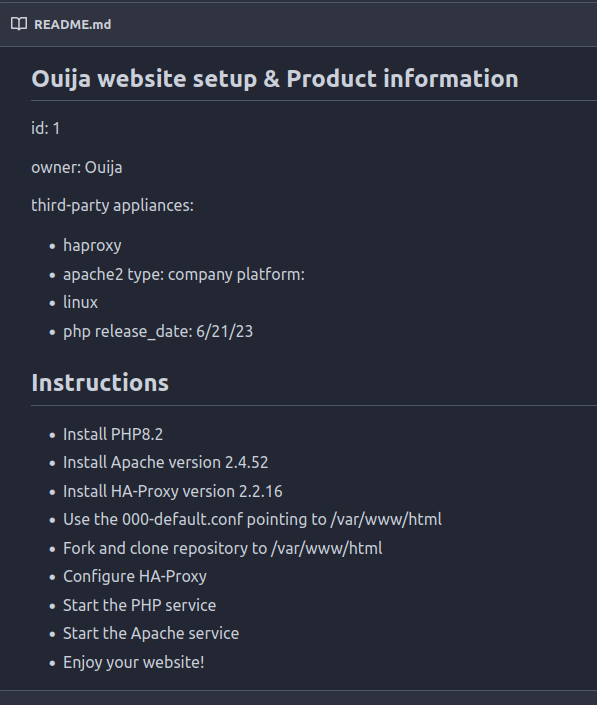 README.md
Ouija website setup & Product information
id: 1
owner: Ouija
third-party appliances:
haproxy
apache2 type: company platform:
linux
php release_date: 6/21/23
Instructions
Install PHP8.2
Install Apache version 2.4.52
Install HA-Proxy version 2.2.16
Use the 000-default.conf pointing to /var/www/html
Fork and clone repository to /var/www/html
Configure HA-Proxy
Start the PHP service
Start the Apache service
Enjoy your website!